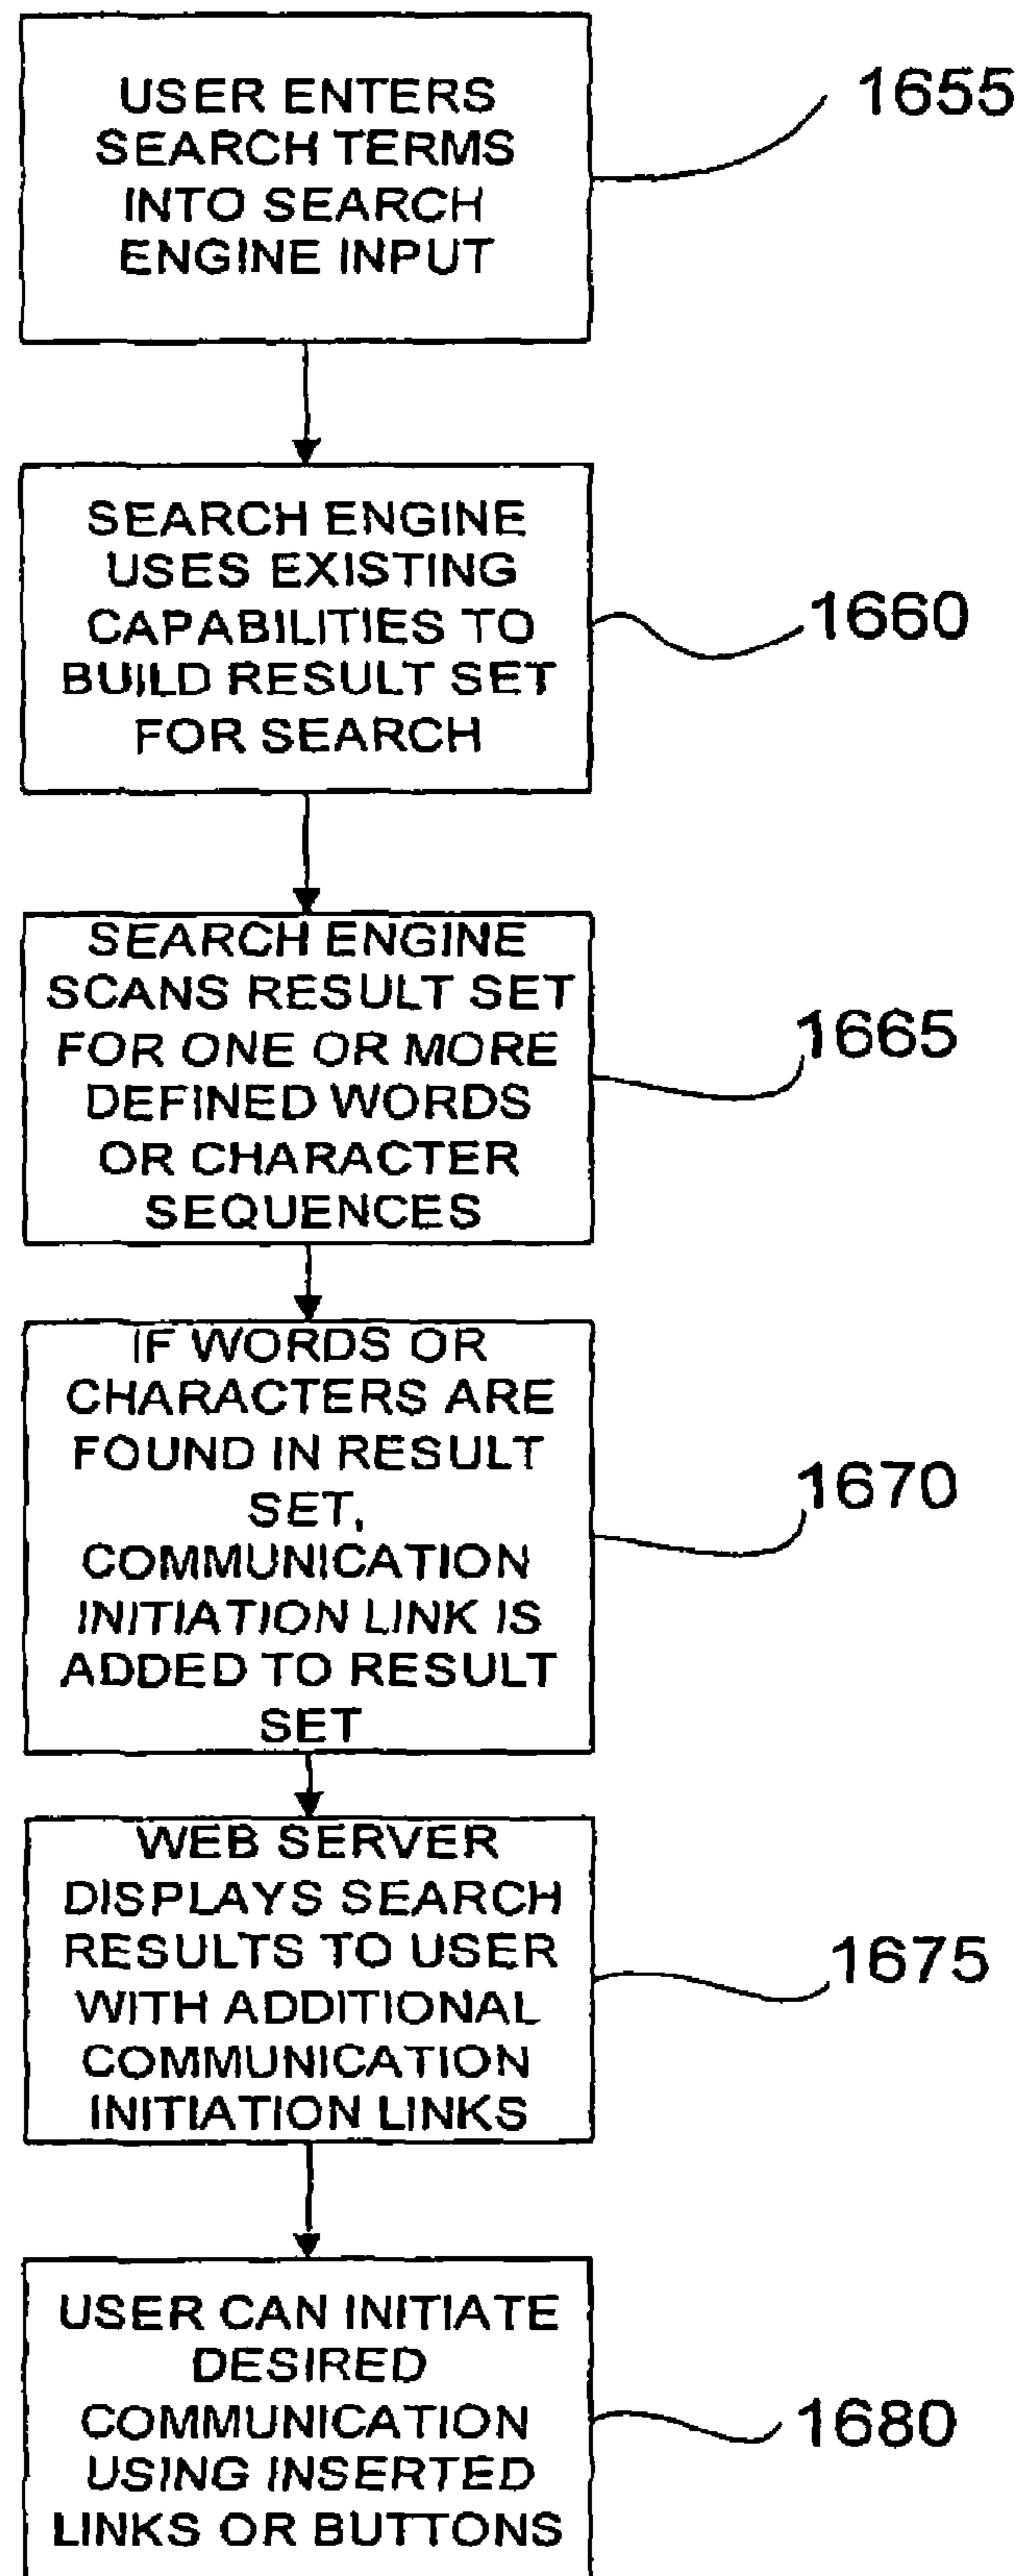 USER ENTERS
SEARCH TERMS
INTO SEARCH
ENGINE INPUT
1655
SEARCH ENGINE
USES EXISTING
CAPABILITIES TO
BUILD RESULT SET
FOR SEARCH
1660
SEARCH ENGINE
SCANS RESULT SET
FOR ONE OR MORE
DEFINED WORDS
OR CHARACTER
SEQUENCES
1665
IF WORDS OR
CHARACTERS ARE
FOUND IN RESULT
SET,
COMMUNICATION
INITIATION LINK IS
ADDED TO RESULT
SET
1670
WEB SERVER
DISPLAYS SEARCH
RESULTS TO USER
WITH ADDITIONAL
COMMUNICATION
INITIATION LINKS
1675
USER CAN INITIATE
DESIRED
COMMUNICATION
USING INSERTED
LINKS OR BUTTONS
1680